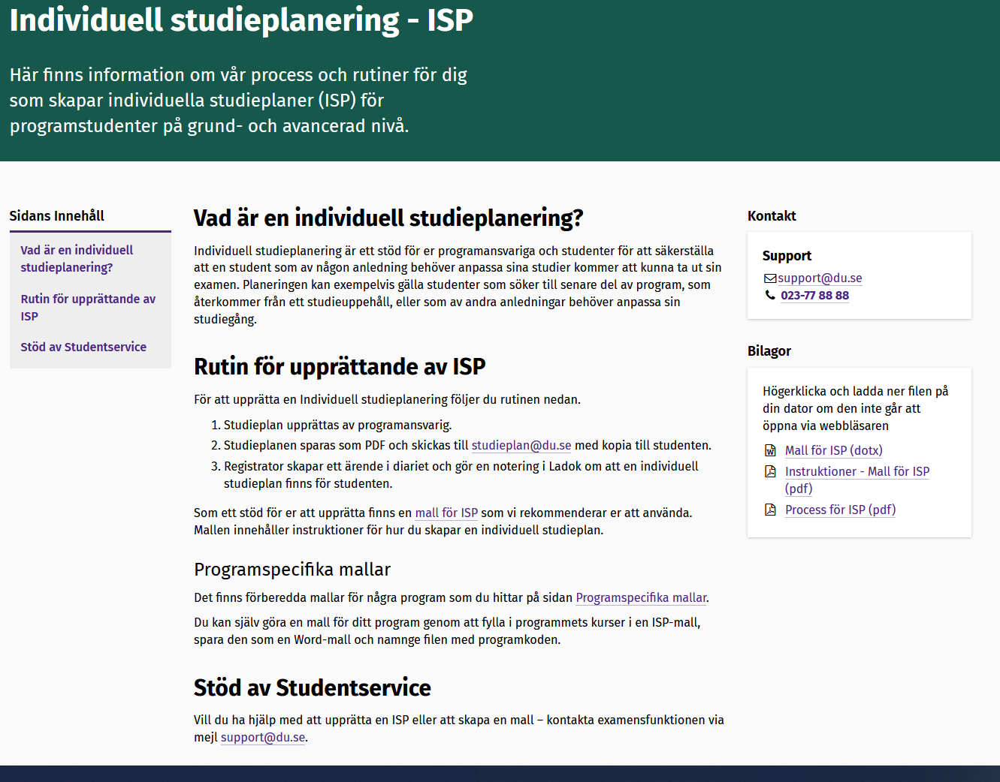 Individuell studieplanering - ISP
Här finns information om vår process och rutiner för dig
som skapar individuella studieplaner (ISP) för
programstudenter på grund- och avancerad nivå.
Sidans Innehåll
Vad är en individuell
studieplanering?
Rutin för upprättande av
ISP
Stöd av Studentservice
Vad är en individuell studieplanering?
Individuell studieplanering är ett stöd för er programansvariga och studenter för att säkerställa
att en student som av någon anledning behöver anpassa sina studier kommer att kunna ta ut sin
examen. Planeringen kan exempelvis gälla studenter som söker till senare del av program, som
återkommer från ett studieuppehåll, eller som av andra anledningar behöver anpassa sin
studiegång.
Rutin för upprättande av ISP
För att upprätta en Individuell studieplanering följer du rutinen nedan.
1. Studieplan upprättas av programansvarig.
2. Studieplanen sparas som PDF och skickas till studieplan@du.se med kopia till studenten.
3. Registrator skapar ett ärende i diariet och gör en notering i Ladok om att en individuell
studieplan finns för studenten.
Som ett stöd för er att upprätta finns en mall för ISP som vi rekommenderar er att använda.
Mallen innehåller instruktioner för hur du skapar en individuell studieplan.
Programspecifika mallar
Det finns förberedda mallar för några program som du hittar på sidan Programspecifika mallar.
Du kan själv göra en mall för ditt program genom att fylla i programmets kurser i en ISP-mall,
spara den som en Word-mall och namnge filen med programkoden.
Stöd av Studentservice
Vill du ha hjälp med att upprätta en ISP eller att skapa en mall – kontakta examensfunktionen via
mejl support@du.se.
Kontakt
Support
support@du.se
023-77 88 88
Bilagor
Högerklicka och ladda ner filen på
din dator om den inte går att
öppna via webbläsaren
Mall för ISP (dotx)
Instruktioner - Mall för ISP
(pdf)
Process för ISP (pdf)